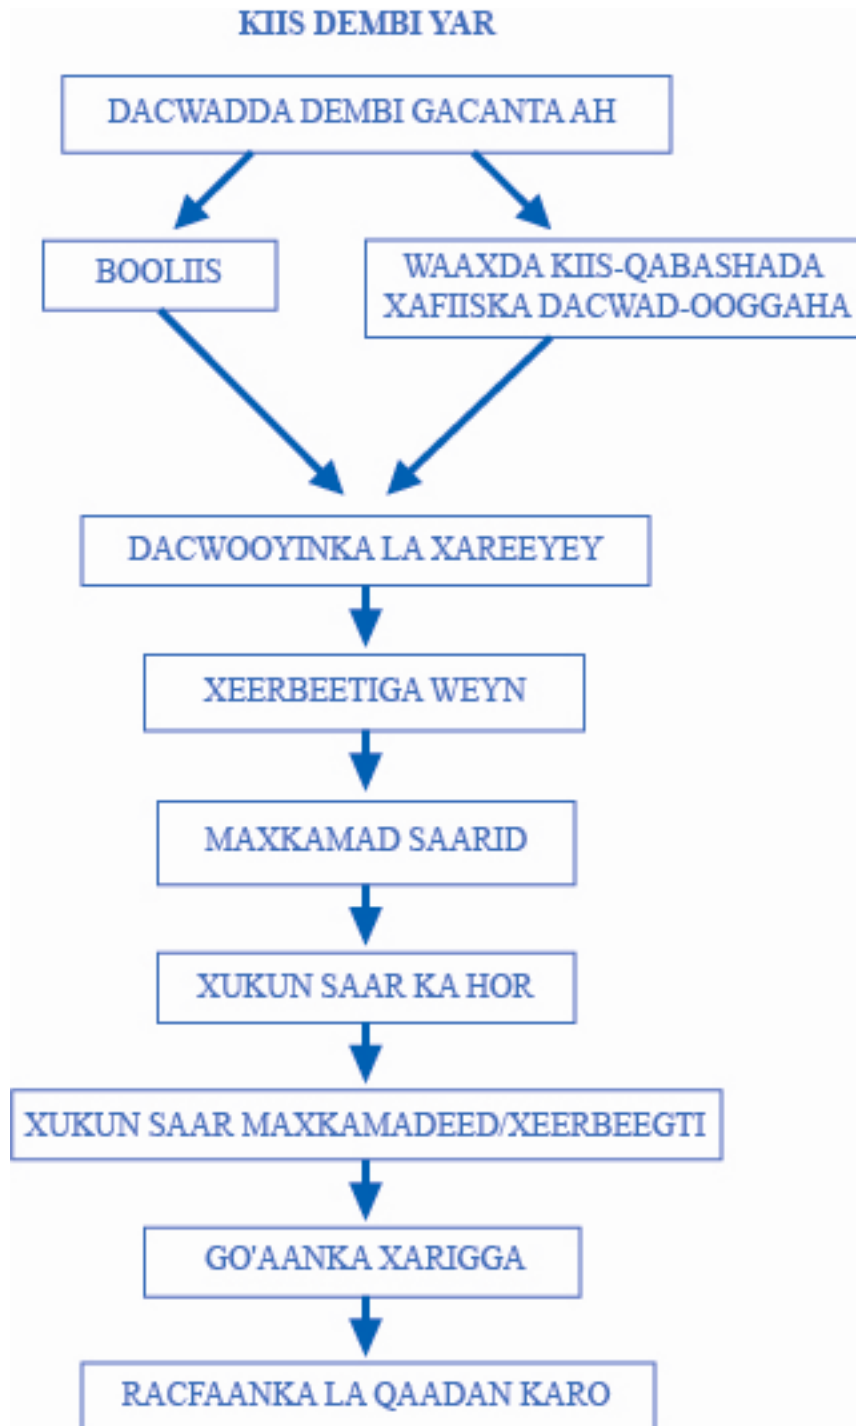 KIIS DEMBI YAR
DACWADDA DEMBI GACANTA AH
BOOLIIS
WAAXDA KIIS-QABASHADA
XAFIISKA DACWAD-OOGGAHA
DACWOOYINKA LA XAREEYEY
XEERBEETIGA WEYN
MAXKAMAD SAARID
XUKUN SAAR KA HOR
XUKUN SAAR MAXKAMADEED/XEERBEEGTI
GO'AANKA XARIGGA
RACFAANKA LA QAADAN KARO